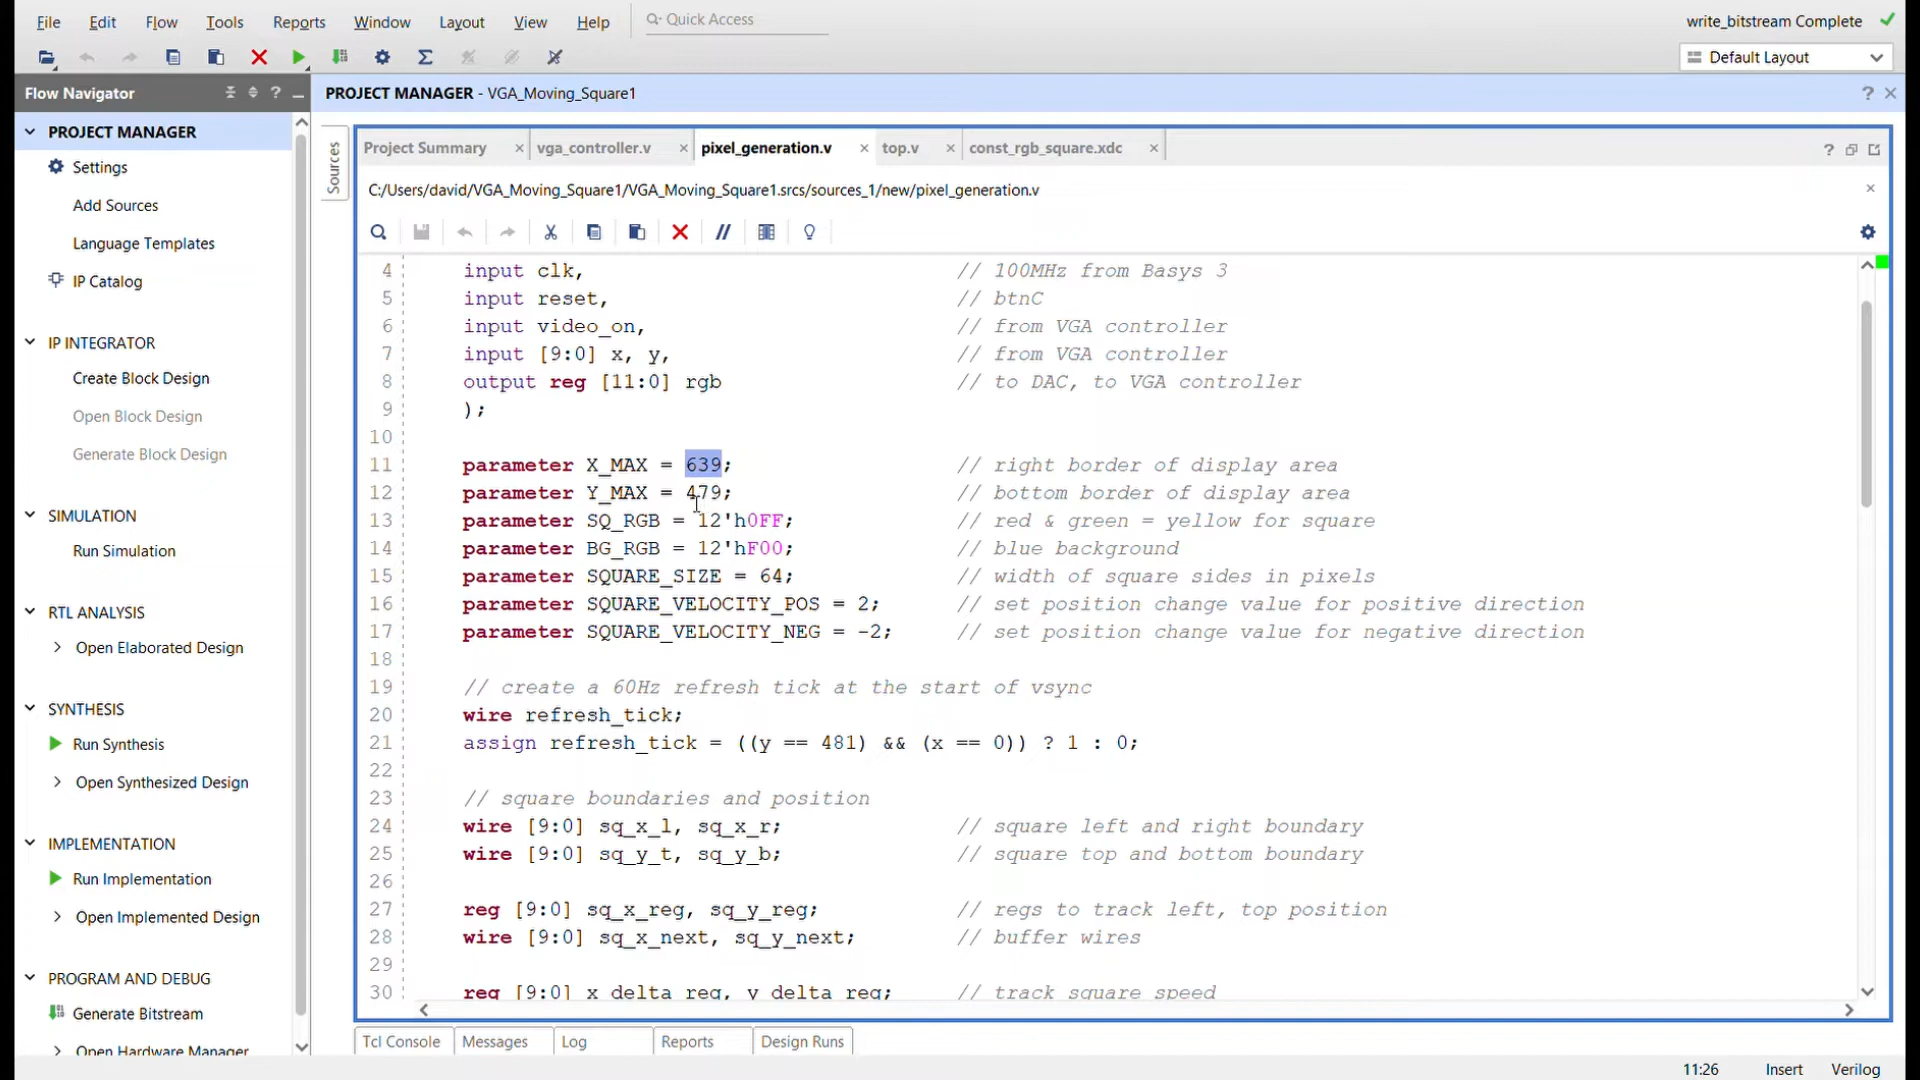 File Edit Flow Tools Reports Window Layout View Help Quick Access write_bitstream Complete
Default Layout
Flow Navigator
PROJECT MANAGER - VGA_Moving_Square1
PROJECT MANAGER
Settings
Add Sources
Language Templates
IP Catalog
IP INTEGRATOR
Create Block Design
Open Block Design
Generate Block Design
SIMULATION
Run Simulation
RTL ANALYSIS
Open Elaborated Design
SYNTHESIS
Run Synthesis
Open Synthesized Design
IMPLEMENTATION
Run Implementation
Open Implemented Design
PROGRAM AND DEBUG
Generate Bitstream
Open Hardware Manager
Sources
Project Summary vga_controller.v pixel_generation.v top.v const_rgb_square.xdc
C:/Users/david/VGA_Moving_Square1/VGA_Moving_Square1.srcs/sources_1/new/pixel_generation.v
4 input clk, // 100MHz from Basys 3
5 input reset, // btnC
6 input video_on, // from VGA controller
7 input [9:0] x, y, // from VGA controller
8 output reg [11:0] rgb // to DAC, to VGA controller
9 );
10
11 parameter X_MAX = 639; // right border of display area
12 parameter Y_MAX = 479; // bottom border of display area
13 parameter SQ_RGB = 12'h0FF; // red & green = yellow for square
14 parameter BG_RGB = 12'hF00; // blue background
15 parameter SQUARE_SIZE = 64; // width of square sides in pixels
16 parameter SQUARE_VELOCITY_POS = 2; // set position change value for positive direction
17 parameter SQUARE_VELOCITY_NEG = -2; // set position change value for negative direction
18
19 // create a 60Hz refresh tick at the start of vsync
20 wire refresh_tick;
21 assign refresh_tick = ((y == 481) && (x == 0)) ? 1 : 0;
22
23 // square boundaries and position
24 wire [9:0] sq_x_l, sq_x_r; // square left and right boundary
25 wire [9:0] sq_y_t, sq_y_b; // square top and bottom boundary
26
27 reg [9:0] sq_x_reg, sq_y_reg; // regs to track left, top position
28 wire [9:0] sq_x_next, sq_y_next; // buffer wires
29
30 reg [9:0] x_delta_reg, y_delta_reg; // track square speed
Tcl Console Messages Log Reports Design Runs
11:26 Insert Verilog